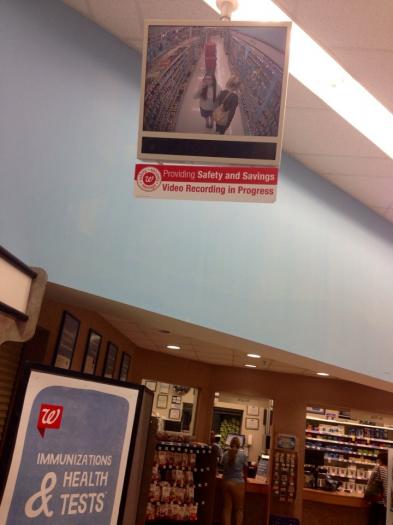 Providing Safety and Savings
Video Recording in Progress
W
IMMUNIZATIONS
& HEALTH
TESTS